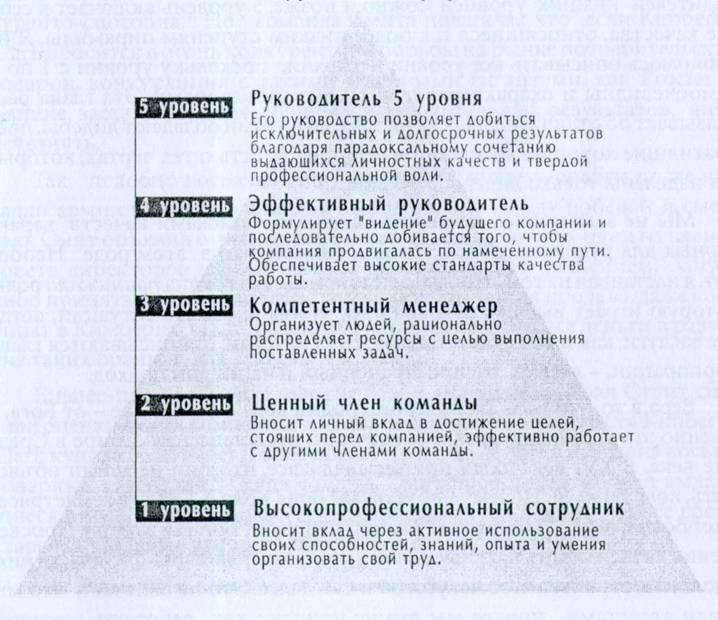 5 уровень
Руководитель 5 уровня
Его руководство позволяет добиться
исключительных и долгосрочных результатов
благодаря парадоксальному сочетанию
выдающихся личностных качеств и твердой
профессиональной воли.
4 уровень
Эффективный руководитель
Формулирует "видение" будущего компании и
последовательно добивается того, чтобы
компания продвигалась по намеченному пути.
Обеспечивает высокие стандарты качества
работы.
3 уровень
Компетентный менеджер
Организует людей, рационально
распределяет ресурсы с целью выполнения
поставленных задач.
2 уровень
Ценный член команды
Вносит личный вклад в достижение целей,
стоящих перед компанией, эффективно работает
с другими членами команды.
1 уровень
Высокопрофессиональный сотрудник
Вносит вклад через активное использование
своих способностей, знаний, опыта и умения
организовать свой труд.